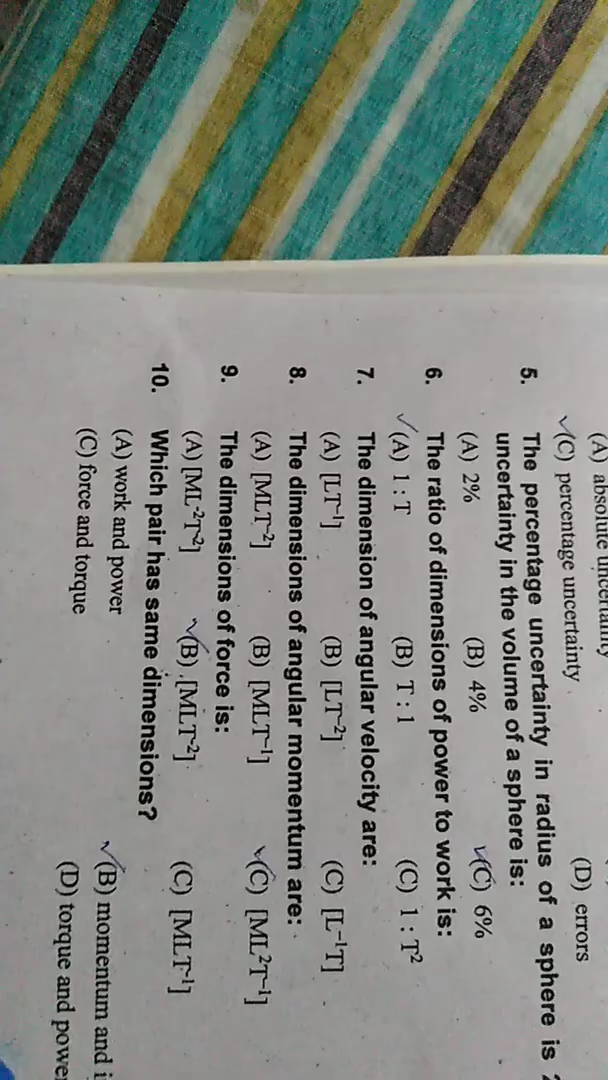 (A) absolute uncertainty
(C) percentage uncertainty (D) errors
5. The percentage uncertainty in radius of a sphere is
uncertainty in the volume of a sphere is:
(A) 2% (B) 4% (C) 6%
6. The ratio of dimensions of power to work is:
(A) 1 : T (B) T : 1 (C) 1 : T²
7. The dimension of angular velocity are:
(A) [LT⁻¹] (B) [LT⁻²] (C) [L⁻¹T]
8. The dimensions of angular momentum are:
(A) [MLT⁻²] (B) [MLT⁻¹] (C) [ML²T⁻¹]
9. The dimensions of force is:
(A) [ML⁻²T⁻²] (B) [MLT⁻²] (C) [MLT⁻¹]
10. Which pair has same dimensions?
(A) work and power (B) momentum and i
(C) force and torque (D) torque and power